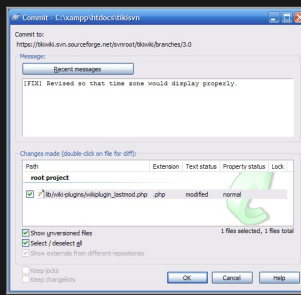 Commit - C:\xampp\htdocs\tikisvn
Commit to:
https://tikiwiki.svn.sourceforge.net/svnroot/tikiwiki/branches/3.0
Message:
Recent messages
[FIX] Revised so that time zone would display properly.
Changes made (double-click on file for diff):
Path Extension Text status Property status Lock
root project
lib/wiki-plugins/wikiplugin_lastmod.php .php modified normal
Show unversioned files
1 files selected, 1 files total
Select / deselect all
Show externals from different repositories
Keep locks
Keep changelists
OK Cancel Help